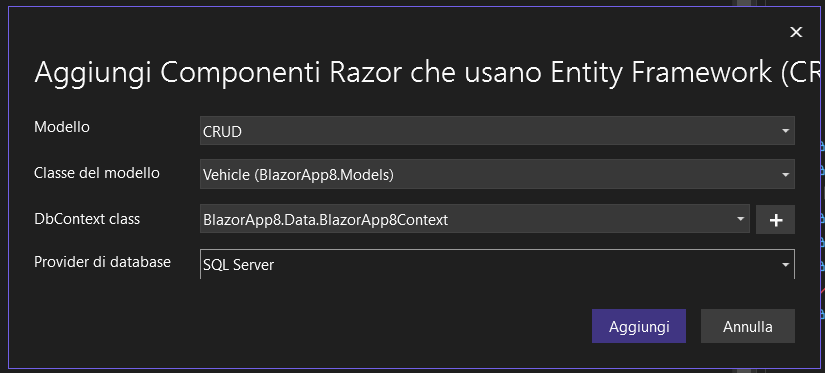 Aggiungi Componenti Razor che usano Entity Framework (CR
Modello
CRUD
Classe del modello
Vehicle (BlazorApp8.Models)
DbContext class
BlazorApp8.Data.BlazorApp8Context
Provider di database
SQL Server
Aggiungi
Annulla